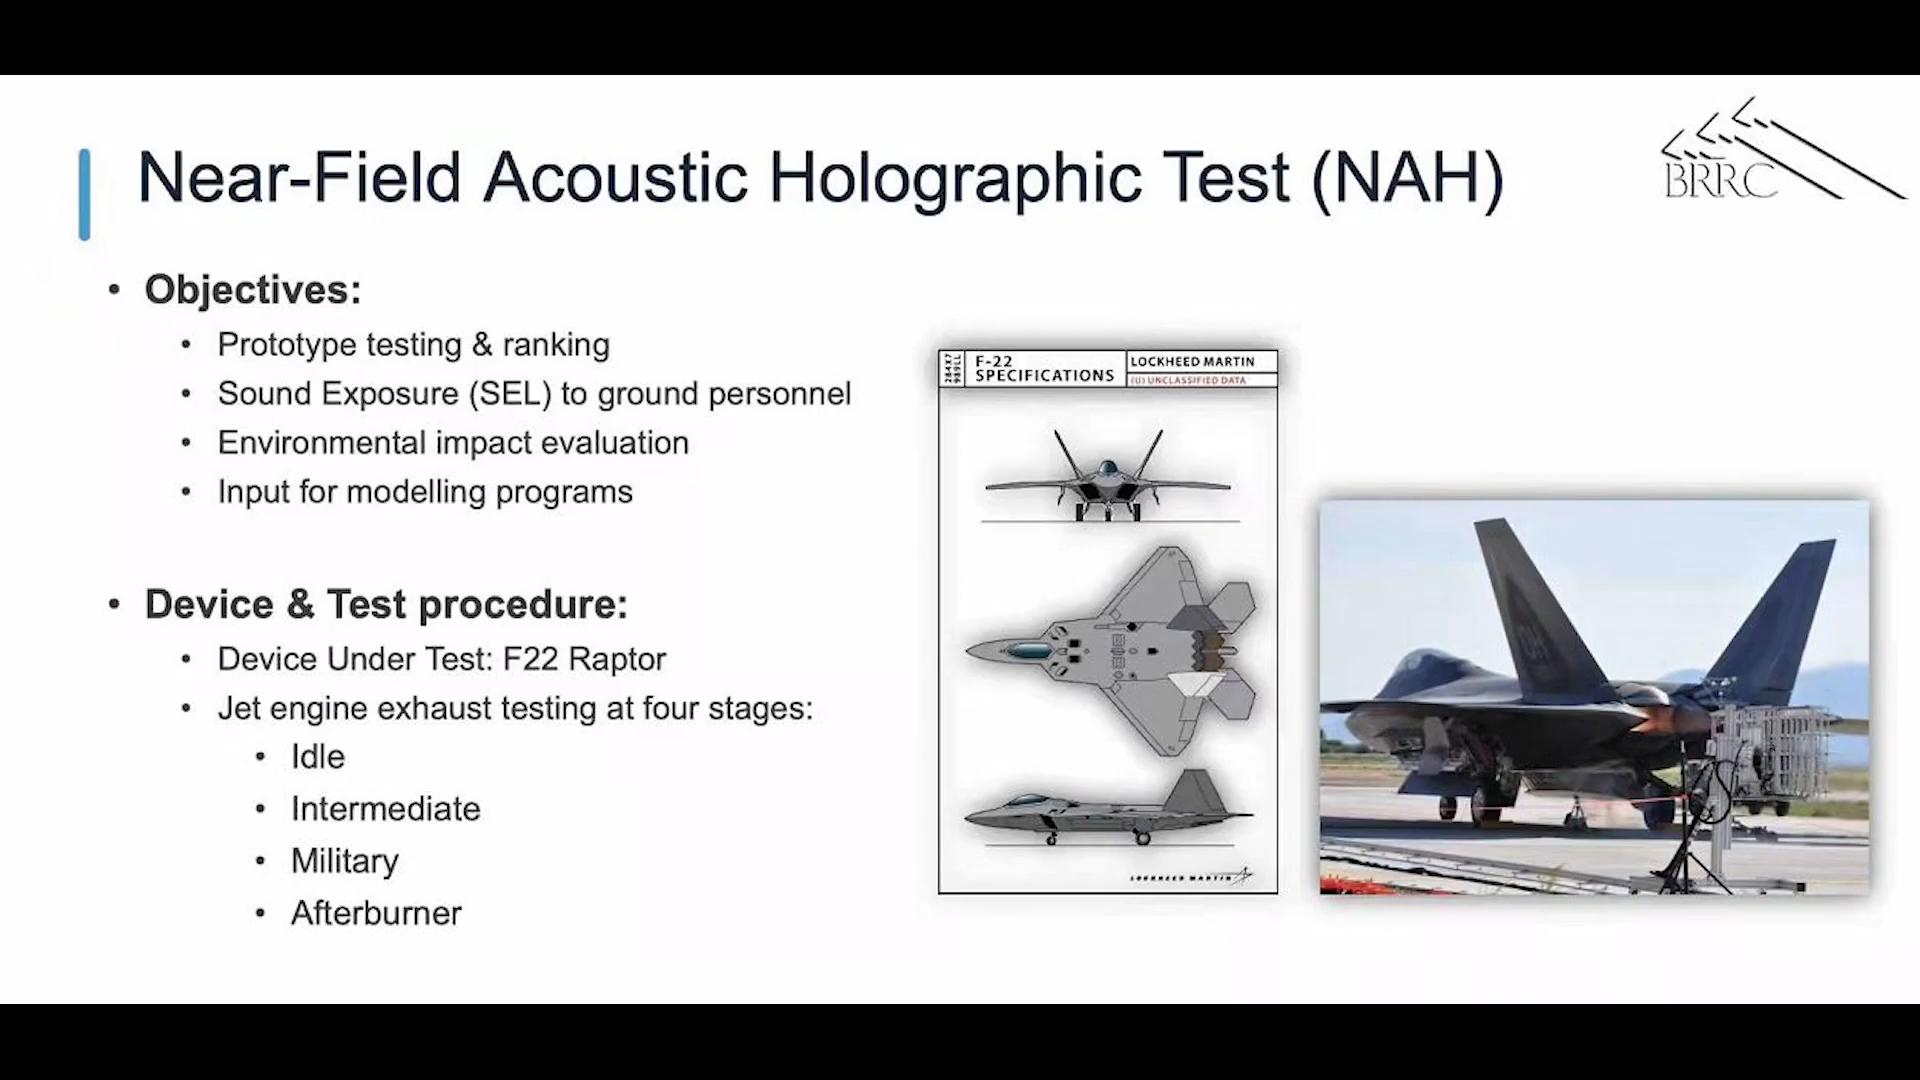 Near-Field Acoustic Holographic Test (NAH)
BRRC
• Objectives:
• Prototype testing & ranking
• Sound Exposure (SEL) to ground personnel
• Environmental impact evaluation
• Input for modelling programs
• Device & Test procedure:
• Device Under Test: F22 Raptor
• Jet engine exhaust testing at four stages:
• Idle
• Intermediate
• Military
• Afterburner
F-22
SPECIFICATIONS
LOCKHEED MARTIN
(U) UNCLASSIFIED DATA
LOCKHEED MARTIN